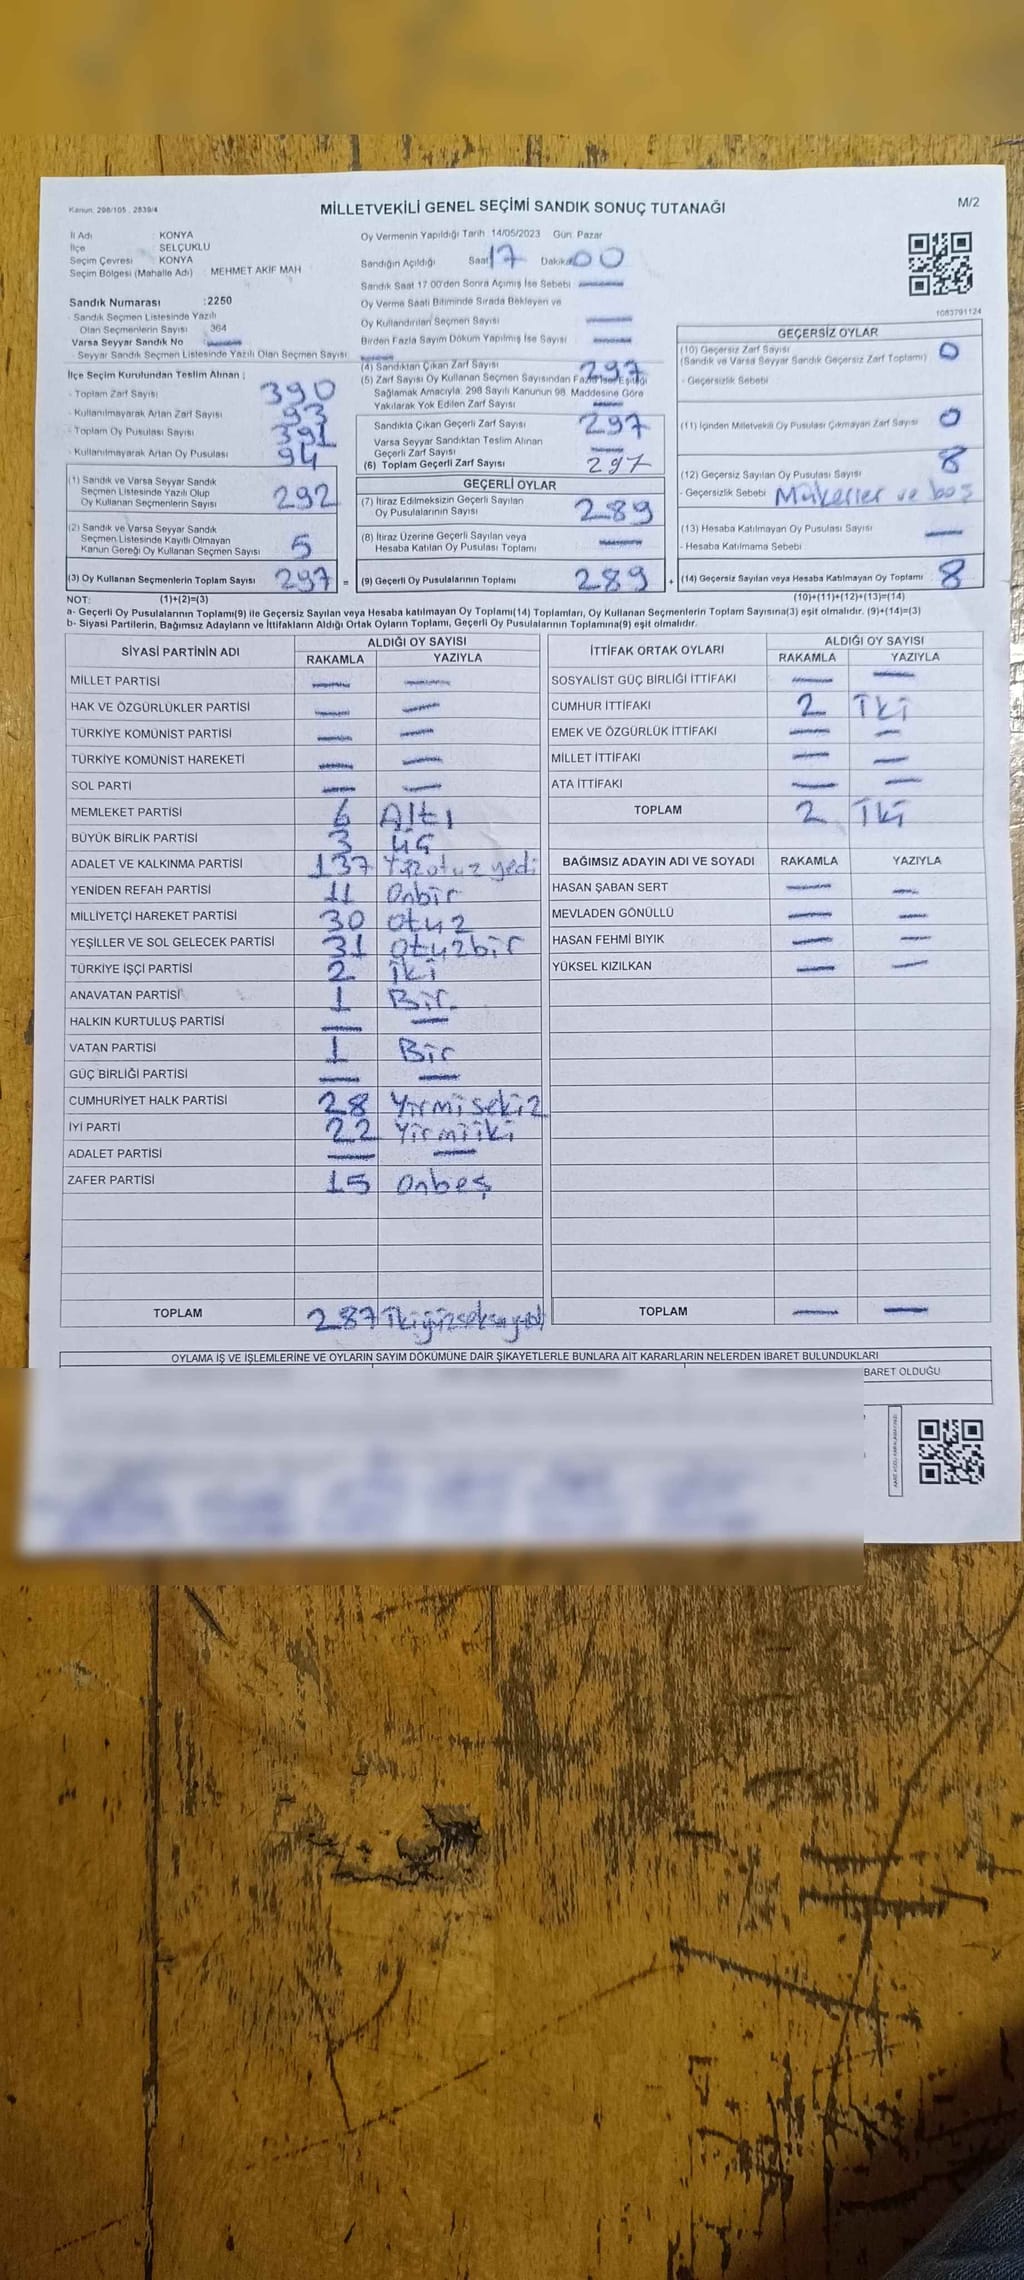 Kanun: 298/105 , 2839/4
MİLLETVEKİLİ GENEL SEÇİMİ SANDIK SONUÇ TUTANAĞI
M/2
İl Adı : KONYA
İlçe : SELÇUKLU
Seçim Çevresi : KONYA
Seçim Bölgesi (Mahalle Adı) : MEHMET AKİF MAH
Sandık Numarası :2250
- Sandık Seçmen Listesinde Yazılı
Olan Seçmenlerin Sayısı : 364
Varsa Seyyar Sandık No : —
- Seyyar Sandık Seçmen Listesinde Yazılı Olan Seçmen Sayısı : —
İlçe Seçim Kurulundan Teslim Alınan ;
- Toplam Zarf Sayısı : 390
- Kullanılmayarak Artan Zarf Sayısı : 93
- Toplam Oy Pusulası Sayısı : 391
- Kullanılmayarak Artan Oy Pusulası : 94
(1) Sandık ve Varsa Seyyar Sandık
Seçmen Listesinde Yazılı Olup
Oy Kullanan Seçmenlerin Sayısı 292
(2) Sandık ve Varsa Seyyar Sandık
Seçmen Listesinde Kayıtlı Olmayan
Kanun Gereği Oy Kullanan Seçmen Sayısı 5
(3) Oy Kullanan Seçmenlerin Toplam Sayısı 297 =
Oy Vermenin Yapıldığı Tarih : 14/05/2023 Gün: Pazar
Sandığın Açıldığı Saat 17 Dakika 00
Sandık Saat 17:00'den Sonra Açılmış İse Sebebi —
Oy Verme Saati Bitiminde Sırada Bekleyen ve
Oy Kullandırılan Seçmen Sayısı —
Birden Fazla Sayım Döküm Yapılmış İse Sayısı —
(4) Sandıktan Çıkan Zarf Sayısı 297
(5) Zarf Sayısı Oy Kullanan Seçmen Sayısından Fazla İse; Eşitliği
Sağlamak Amacıyla; 298 Sayılı Kanunun 98. Maddesine Göre
Yakılarak Yok Edilen Zarf Sayısı —
Sandıkta Çıkan Geçerli Zarf Sayısı 297
Varsa Seyyar Sandıktan Teslim Alınan
Geçerli Zarf Sayısı —
(6) Toplam Geçerli Zarf Sayısı 297
GEÇERLİ OYLAR
(7) İtiraz Edilmeksizin Geçerli Sayılan
Oy Pusulalarının Sayısı 289
(8) İtiraz Üzerine Geçerli Sayılan veya
Hesaba Katılan Oy Pusulası Toplamı —
(9) Geçerli Oy Pusulalarının Toplamı 289 +
1083791124
GEÇERSİZ OYLAR
(10) Geçersiz Zarf Sayısı 0
(Sandık ve Varsa Seyyar Sandık Geçersiz Zarf Toplamı)
- Geçersizlik Sebebi
(11) İçinden Milletvekili Oy Pusulası Çıkmayan Zarf Sayısı 0
(12) Geçersiz Sayılan Oy Pusulası Sayısı 8
- Geçersizlik Sebebi Mükerrer ve boş
(13) Hesaba Katılmayan Oy Pusulası Sayısı —
- Hesaba Katılmama Sebebi
(14) Geçersiz Sayılan veya Hesaba Katılmayan Oy Toplamı 8
NOT: (1)+(2)=(3) (10)+(11)+(12)+(13)=(14)
a- Geçerli Oy Pusulalarının Toplamı(9) ile Geçersiz Sayılan veya Hesaba katılmayan Oy Toplamı(14) Toplamları, Oy Kullanan Seçmenlerin Toplam Sayısına(3) eşit olmalıdır. (9)+(14)=(3)
b- Siyasi Partilerin, Bağımsız Adayların ve İttifakların Aldığı Ortak Oyların Toplamı, Geçerli Oy Pusulalarının Toplamına(9) eşit olmalıdır.
SİYASİ PARTİNİN ADI ALDIĞI OY SAYISI
RAKAMLA YAZIYLA
MİLLET PARTİSİ — —
HAK VE ÖZGÜRLÜKLER PARTİSİ — —
TÜRKİYE KOMÜNİST PARTİSİ — —
TÜRKİYE KOMÜNİST HAREKETİ — —
SOL PARTİ — —
MEMLEKET PARTİSİ 6 Altı
BÜYÜK BİRLİK PARTİSİ 3 üç
ADALET VE KALKINMA PARTİSİ 137 Yüzotuzyedi
YENİDEN REFAH PARTİSİ 11 Onbir
MİLLİYETÇİ HAREKET PARTİSİ 30 otuz
YEŞİLLER VE SOL GELECEK PARTİSİ 31 otuzbir
TÜRKİYE İŞÇİ PARTİSİ 2 iki
ANAVATAN PARTİSİ 1 Bir
HALKIN KURTULUŞ PARTİSİ — —
VATAN PARTİSİ 1 Bir
GÜÇ BİRLİĞİ PARTİSİ — —
CUMHURİYET HALK PARTİSİ 28 Yirmisekiz
İYİ PARTİ 22 Yirmiiki
ADALET PARTİSİ — —
ZAFER PARTİSİ 15 Onbeş
TOPLAM 287 ikiyüzseksenyedi
İTTİFAK ORTAK OYLARI ALDIĞI OY SAYISI
RAKAMLA YAZIYLA
SOSYALİST GÜÇ BİRLİĞİ İTTİFAKI — —
CUMHUR İTTİFAKI 2 İki
EMEK VE ÖZGÜRLÜK İTTİFAKI — —
MİLLET İTTİFAKI — —
ATA İTTİFAKI — —
TOPLAM 2 İki
BAĞIMSIZ ADAYIN ADI VE SOYADI RAKAMLA YAZIYLA
HASAN ŞABAN SERT — —
MEVLADEN GÖNÜLLÜ — —
HASAN FEHMİ BIYIK — —
YÜKSEL KIZILKAN — —
TOPLAM — —
OYLAMA İŞ VE İŞLEMLERİNE VE OYLARIN SAYIM DÖKÜMÜNE DAİR ŞİKAYETLERLE BUNLARA AİT KARARLARIN NELERDEN İBARET BULUNDUKLARI
BARET OLDUĞU